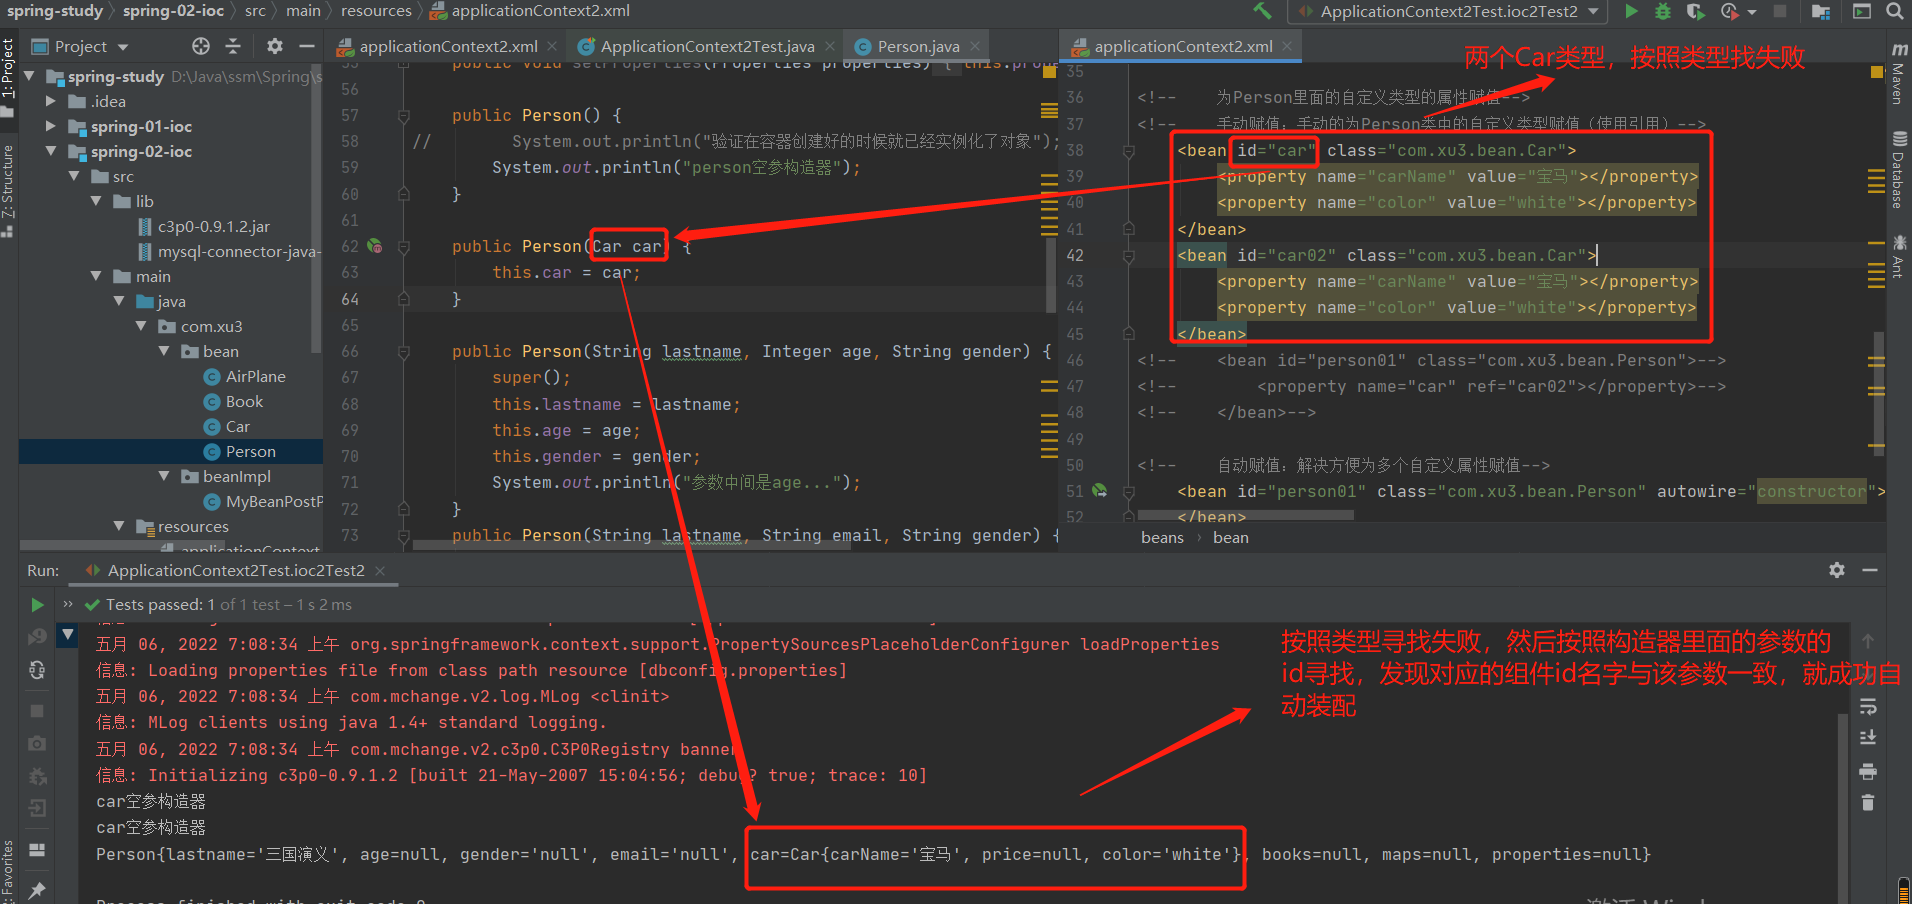 spring-study › spring-02-ioc › src › main › resources › applicationContext2.xml
ApplicationContext2Test.ioc2Test2
1: Project
7: Structure
2: Favorites
Project
spring-study D:\Java\ssm\Spring\s
.idea
spring-01-ioc
spring-02-ioc
src
lib
c3p0-0.9.1.2.jar
mysql-connector-java-
main
java
com.xu3
bean
AirPlane
Book
Car
Person
beanImpl
MyBeanPostP
resources
applicationContext
applicationContext2.xml
ApplicationContext2Test.java
Person.java
55 public void setProperties(Properties properties) { this.prope
56
57 public Person() {
58 // System.out.println("验证在容器创建好的时候就已经实例化了对象");
59 System.out.println("person空参构造器");
60 }
61
62 public Person(Car car) {
63 this.car = car;
64 }
65
66 public Person(String lastname, Integer age, String gender) {
67 super();
68 this.lastname = lastname;
69 this.age = age;
70 this.gender = gender;
71 System.out.println("参数中间是age...");
72 }
73 public Person(String lastname, String email, String gender) {
applicationContext2.xml
两个Car类型，按照类型找失败
35
36 <!-- 为Person里面的自定义类型的属性赋值-->
37 <!-- 手动赋值：手动的为Person类中的自定义类型赋值（使用引用）-->
38 <bean id="car" class="com.xu3.bean.Car">
39 <property name="carName" value="宝马"></property>
40 <property name="color" value="white"></property>
41 </bean>
42 <bean id="car02" class="com.xu3.bean.Car">
43 <property name="carName" value="宝马"></property>
44 <property name="color" value="white"></property>
45 </bean>
46 <!-- <bean id="person01" class="com.xu3.bean.Person">-->
47 <!-- <property name="car" ref="car02"></property>-->
48 <!-- </bean>-->
49
50 <!-- 自动赋值：解决方便为多个自定义属性赋值-->
51 <bean id="person01" class="com.xu3.bean.Person" autowire="constructor">
52 </bean>
beans › bean
Maven
Database
Ant
Run: ApplicationContext2Test.ioc2Test2
Tests passed: 1 of 1 test – 1 s 2 ms
五月 06, 2022 7:08:34 上午 org.springframework.context.support.PropertySourcesPlaceholderConfigurer loadProperties
信息: Loading properties file from class path resource [dbconfig.properties]
五月 06, 2022 7:08:34 上午 com.mchange.v2.log.MLog <clinit>
信息: MLog clients using java 1.4+ standard logging.
五月 06, 2022 7:08:34 上午 com.mchange.v2.c3p0.C3P0Registry banner
信息: Initializing c3p0-0.9.1.2 [built 21-May-2007 15:04:56; debug? true; trace: 10]
car空参构造器
car空参构造器
Person{lastname='三国演义', age=null, gender='null', email='null', car=Car{carName='宝马', price=null, color='white'}, books=null, maps=null, properties=null}
Process finished with exit code 0
按照类型寻找失败，然后按照构造器里面的参数的
id寻找，发现对应的组件id名字与该参数一致，就成功自
动装配